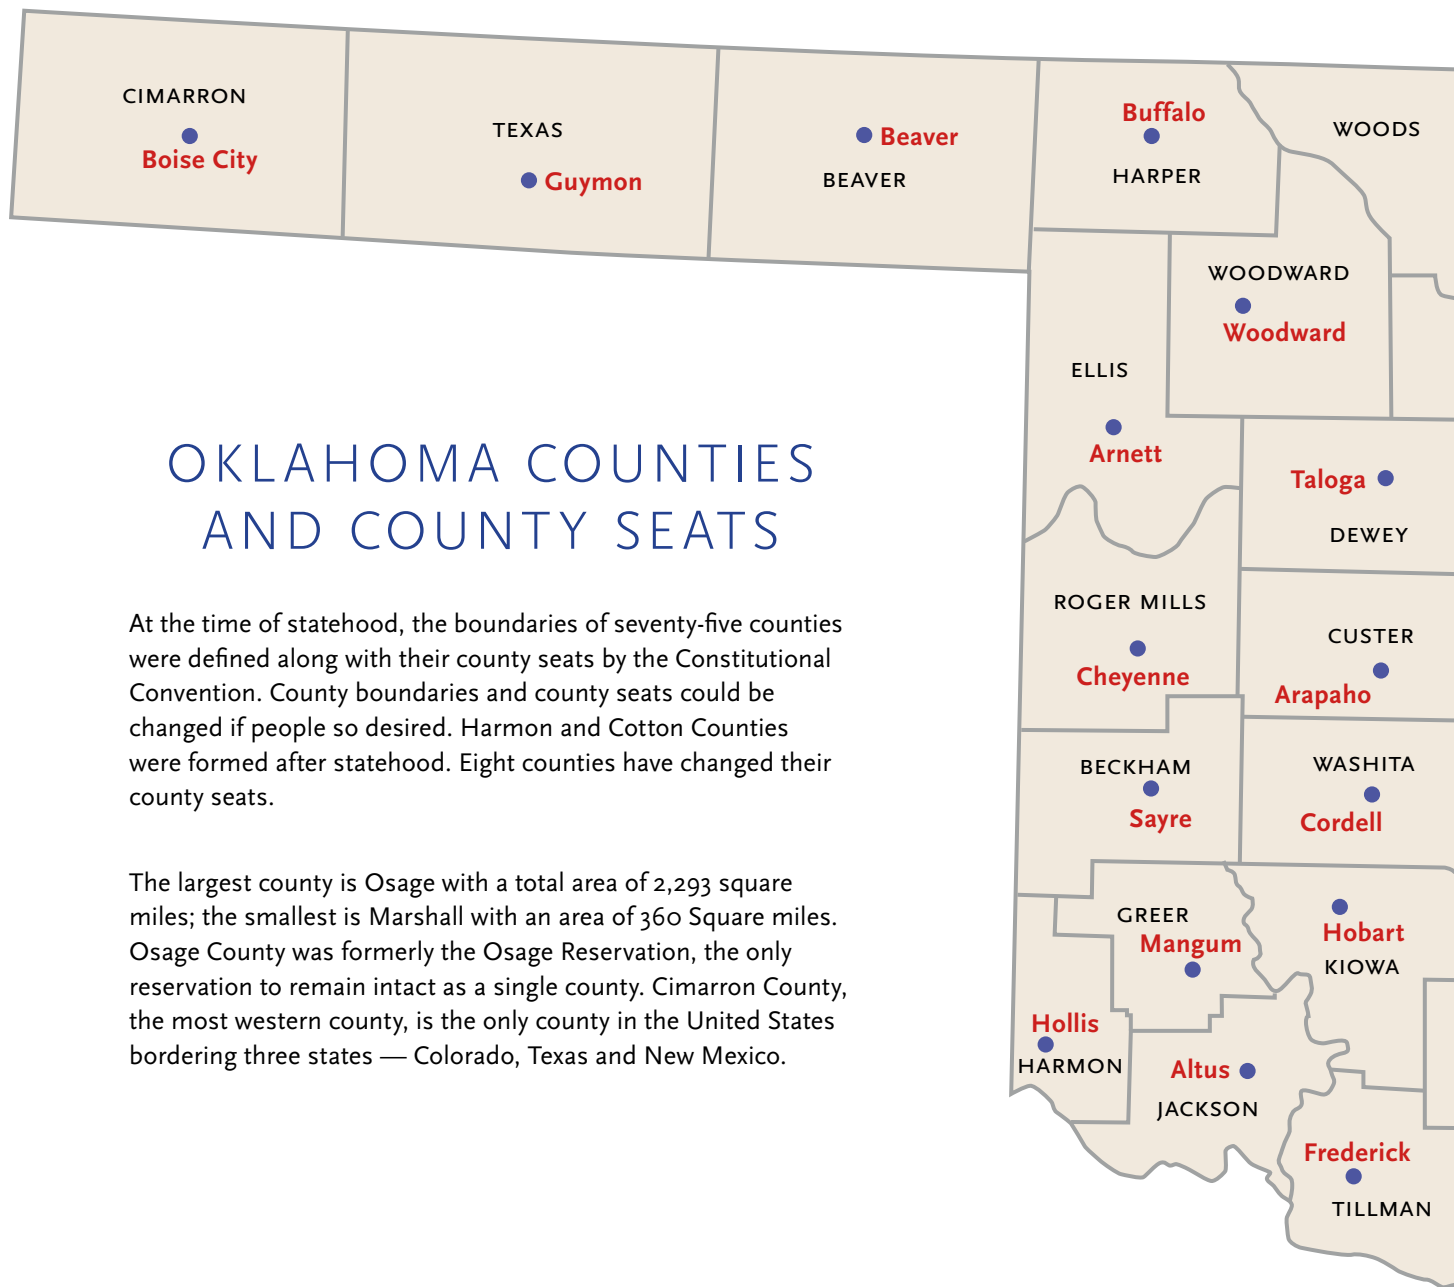 CIMARRON
Boise City
TEXAS
Guymon
Beaver
BEAVER
Buffalo
HARPER
WOODS
WOODWARD
Woodward
ELLIS
Arnett
Taloga
DEWEY
ROGER MILLS
Cheyenne
CUSTER
Arapaho
BECKHAM
Sayre
WASHITA
Cordell
GREER
Mangum
Hobart
KIOWA
Hollis
HARMON
Altus
JACKSON
Frederick
TILLMAN
OKLAHOMA COUNTIES
AND COUNTY SEATS
At the time of statehood, the boundaries of seventy-five counties
were defined along with their county seats by the Constitutional
Convention. County boundaries and county seats could be
changed if people so desired. Harmon and Cotton Counties
were formed after statehood. Eight counties have changed their
county seats.
The largest county is Osage with a total area of 2,293 square
miles; the smallest is Marshall with an area of 360 Square miles.
Osage County was formerly the Osage Reservation, the only
reservation to remain intact as a single county. Cimarron County,
the most western county, is the only county in the United States
bordering three states — Colorado, Texas and New Mexico.